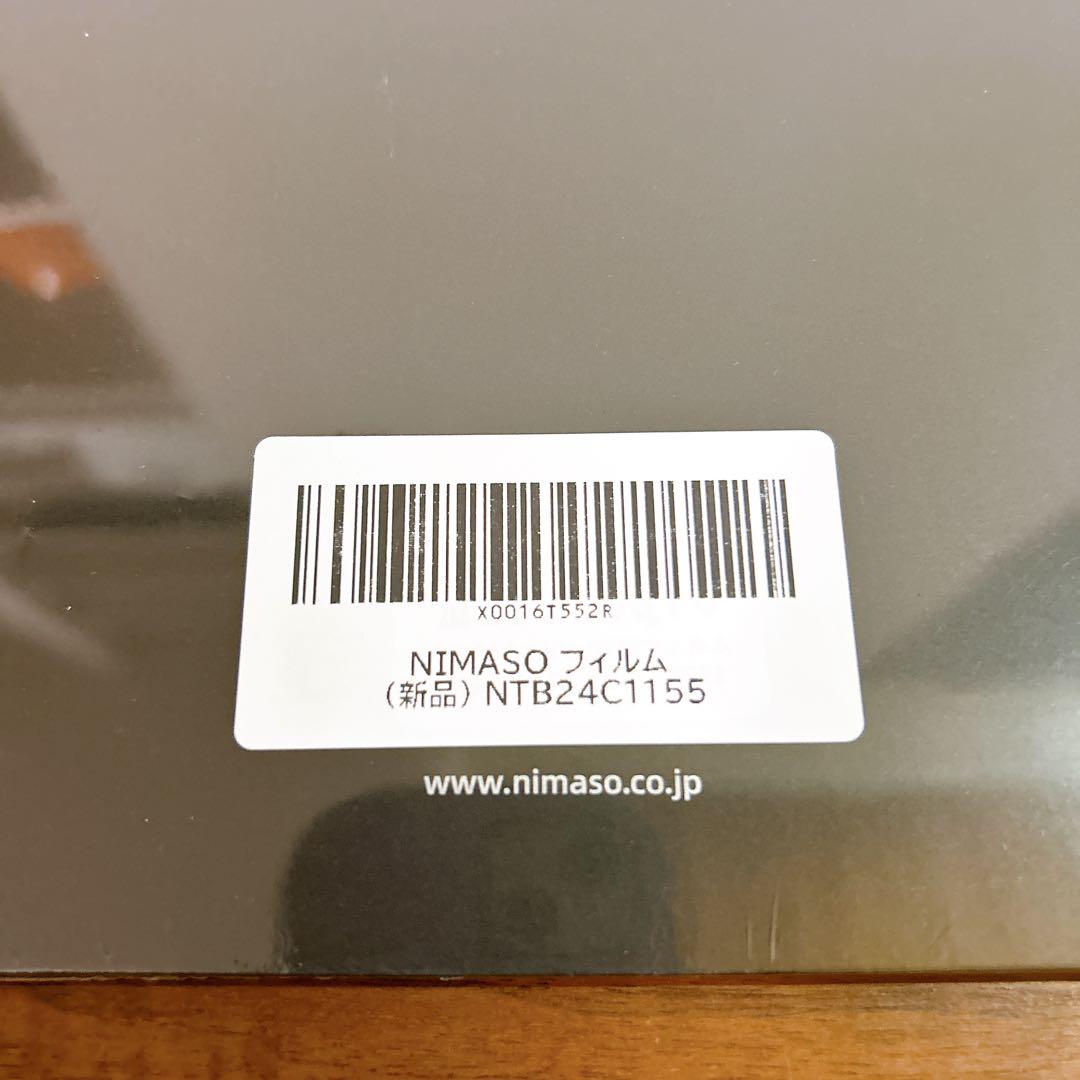 X0016T552R
NIMASO フィルム
(新品) NTB24C1155
www.nimaso.co.jp